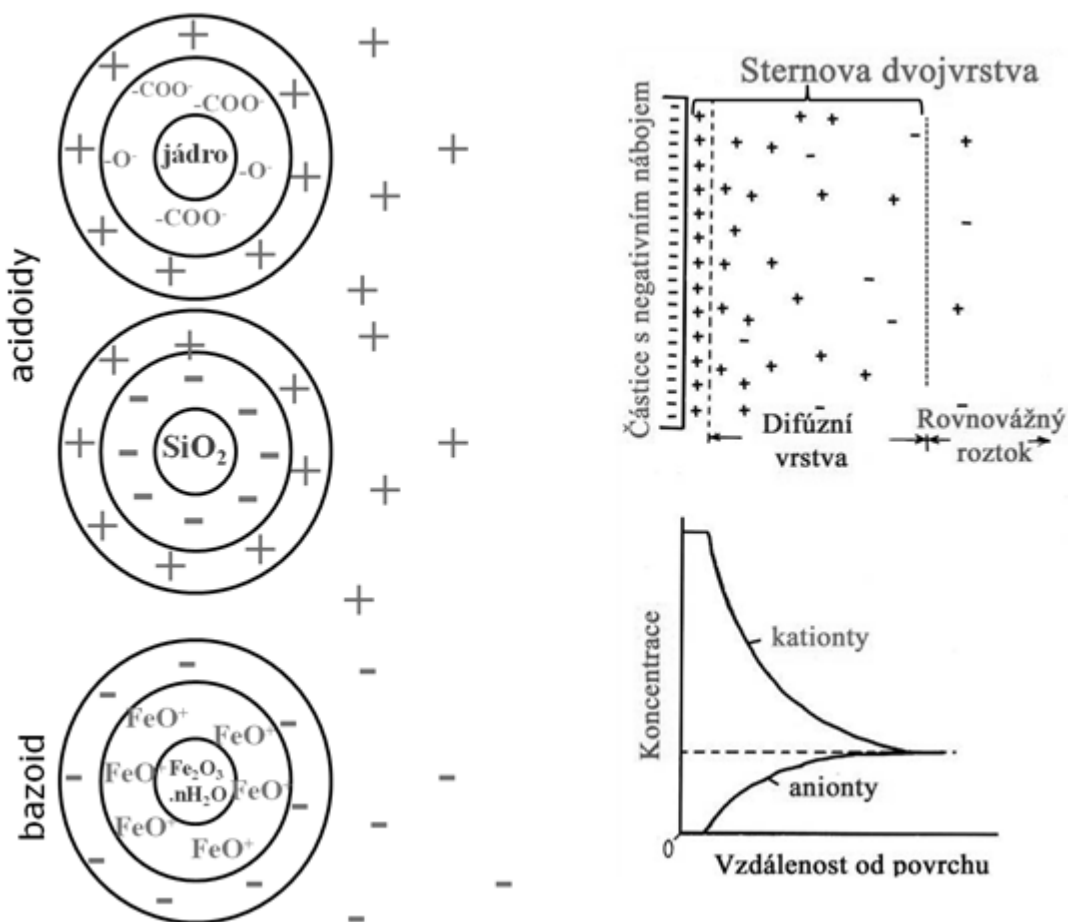 acidoidy
-COO-
-COO-
-O-
jádro
-O-
-COO-
SiO2
bazoid
FeO+
FeO+
FeO+
Fe2O3
.nH2O
FeO+
FeO+
FeO+
Sternova dvojvrstva
Částice s negativním nábojem
Difúzní
vrstva
Rovnovážný
roztok
Koncentrace
kationty
anionty
0
Vzdálenost od povrchu